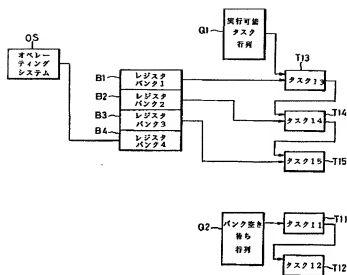 OS
オペレー
ティング
システム
B1
レジスタ
バンク1
B2
レジスタ
バンク2
B3
レジスタ
バンク3
B4
レジスタ
バンク4
Q1
実行可能
タスク
行列
T13
タスク13
T14
タスク14
T15
タスク15
Q2
バンク空き
待ち
行列
T11
タスク11
T12
タスク12